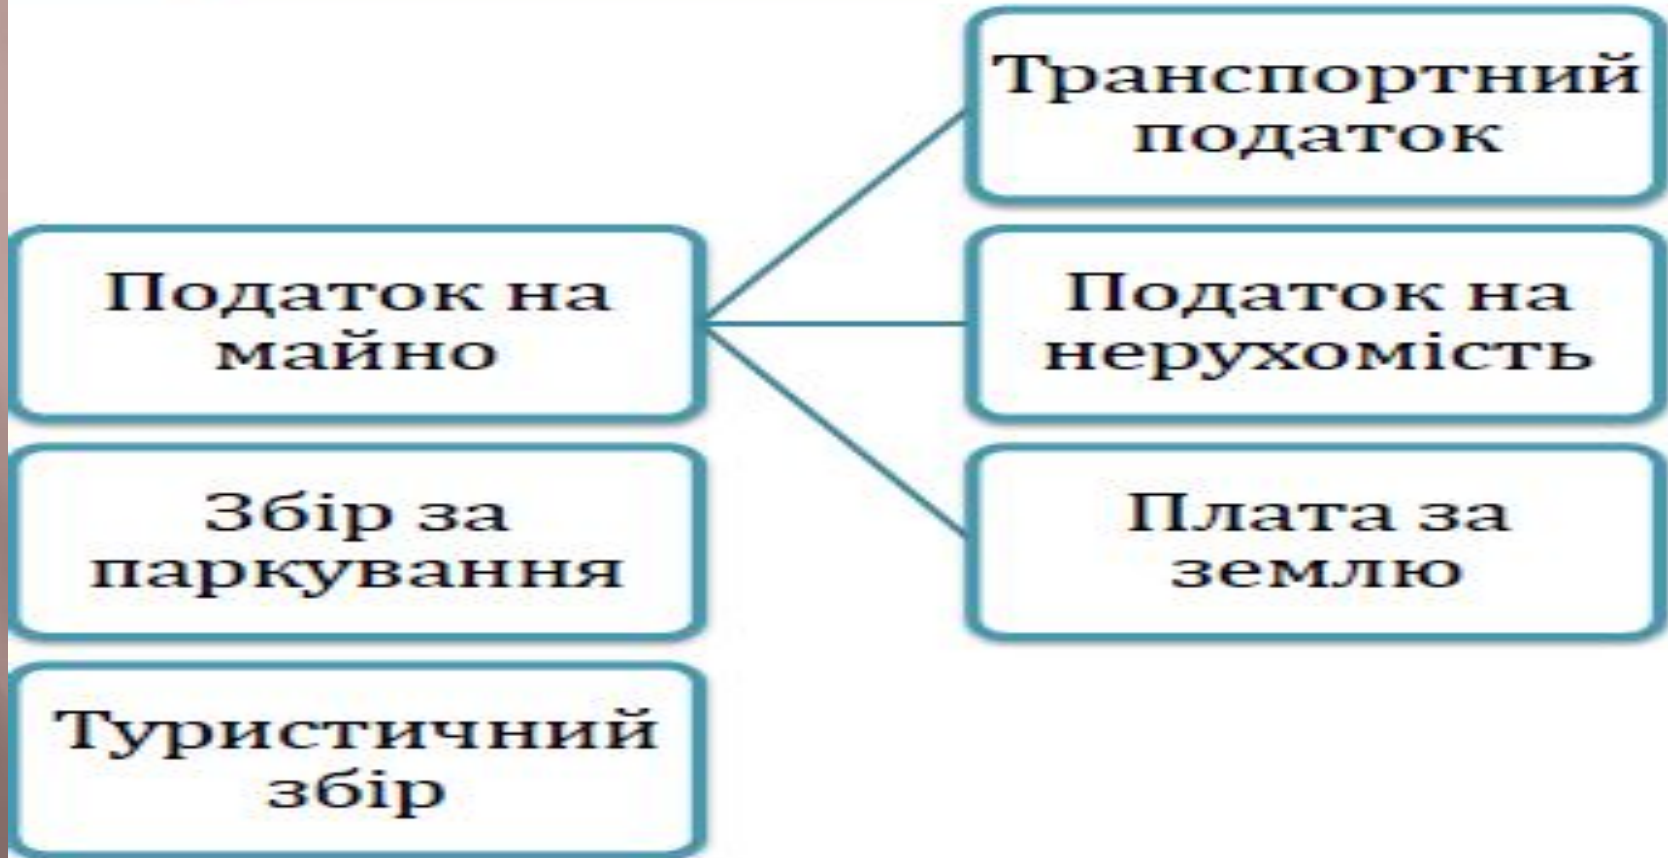 Транспортний
податок
Податок на
майно
Податок на
нерухомість
Збір за
паркування
Плата за
землю
Туристичний
збір